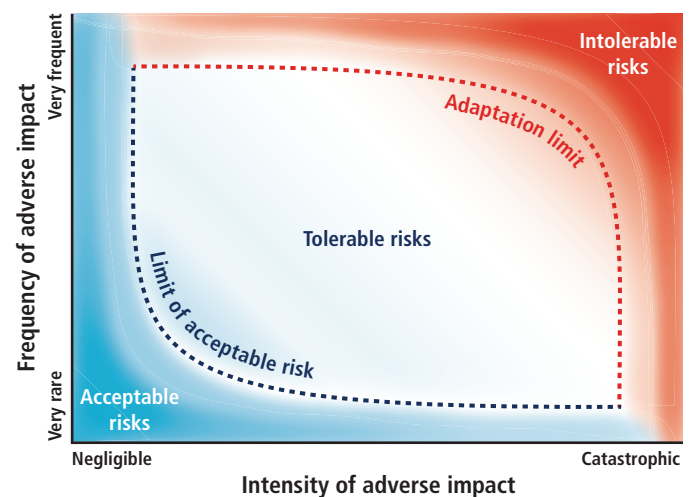 Very frequent
Intolerable
risks
Adaptation limit
Frequency of adverse impact
Tolerable risks
Limit of acceptable risk
Very rare
Acceptable
risks
Negligible
Catastrophic
Intensity of adverse impact